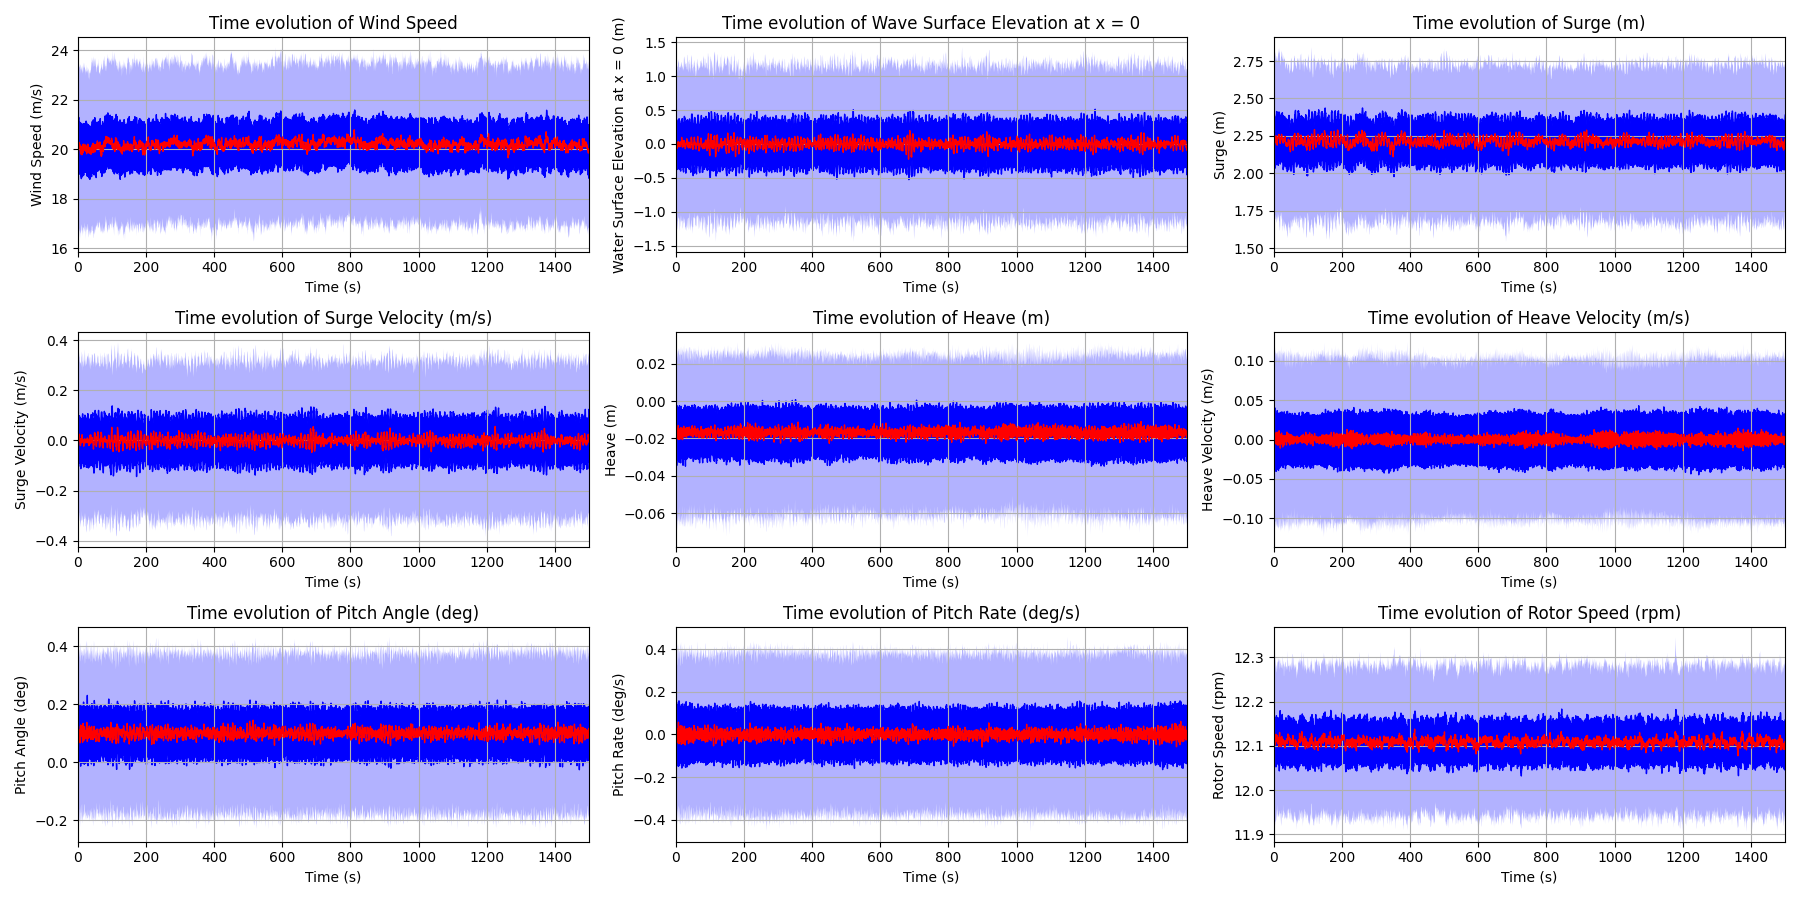 Time evolution of Wind Speed
Wind Speed (m/s)
24
22
20
18
16
0 200 400 600 800 1000 1200 1400
Time (s)
Time evolution of Wave Surface Elevation at x = 0
Water Surface Elevation at x = 0 (m)
1.5
1.0
0.5
0.0
−0.5
−1.0
−1.5
0 200 400 600 800 1000 1200 1400
Time (s)
Time evolution of Surge (m)
Surge (m)
2.75
2.50
2.25
2.00
1.75
1.50
0 200 400 600 800 1000 1200 1400
Time (s)
Time evolution of Surge Velocity (m/s)
Surge Velocity (m/s)
0.4
0.2
0.0
−0.2
−0.4
0 200 400 600 800 1000 1200 1400
Time (s)
Time evolution of Heave (m)
Heave (m)
0.02
0.00
−0.02
−0.04
−0.06
0 200 400 600 800 1000 1200 1400
Time (s)
Time evolution of Heave Velocity (m/s)
Heave Velocity (m/s)
0.10
0.05
0.00
−0.05
−0.10
0 200 400 600 800 1000 1200 1400
Time (s)
Time evolution of Pitch Angle (deg)
Pitch Angle (deg)
0.4
0.2
0.0
−0.2
0 200 400 600 800 1000 1200 1400
Time (s)
Time evolution of Pitch Rate (deg/s)
Pitch Rate (deg/s)
0.4
0.2
0.0
−0.2
−0.4
0 200 400 600 800 1000 1200 1400
Time (s)
Time evolution of Rotor Speed (rpm)
Rotor Speed (rpm)
12.3
12.2
12.1
12.0
11.9
0 200 400 600 800 1000 1200 1400
Time (s)